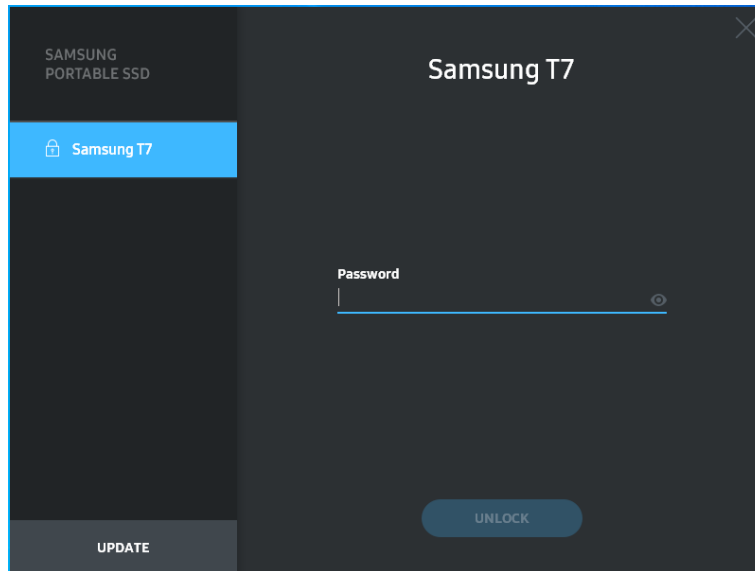 SAMSUNG
PORTABLE SSD
Samsung T7
Samsung T7
Password
UNLOCK
UPDATE